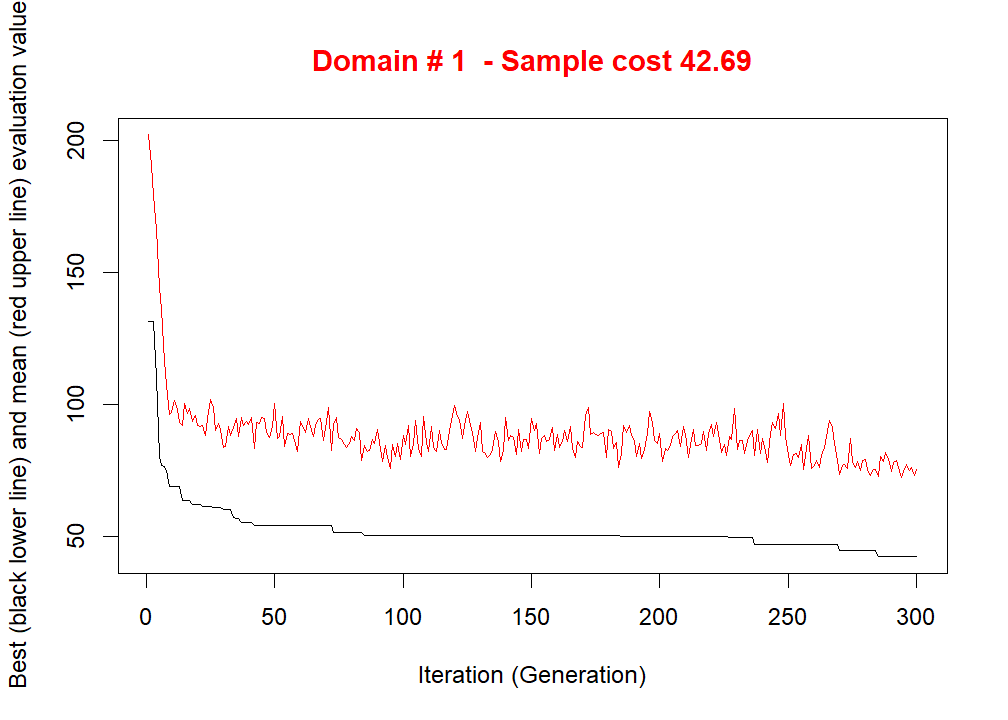 Domain # 1  - Sample cost 42.69
Best (black lower line) and mean (red upper line) evaluation value
200
150
100
50
0 50 100 150 200 250 300
Iteration (Generation)